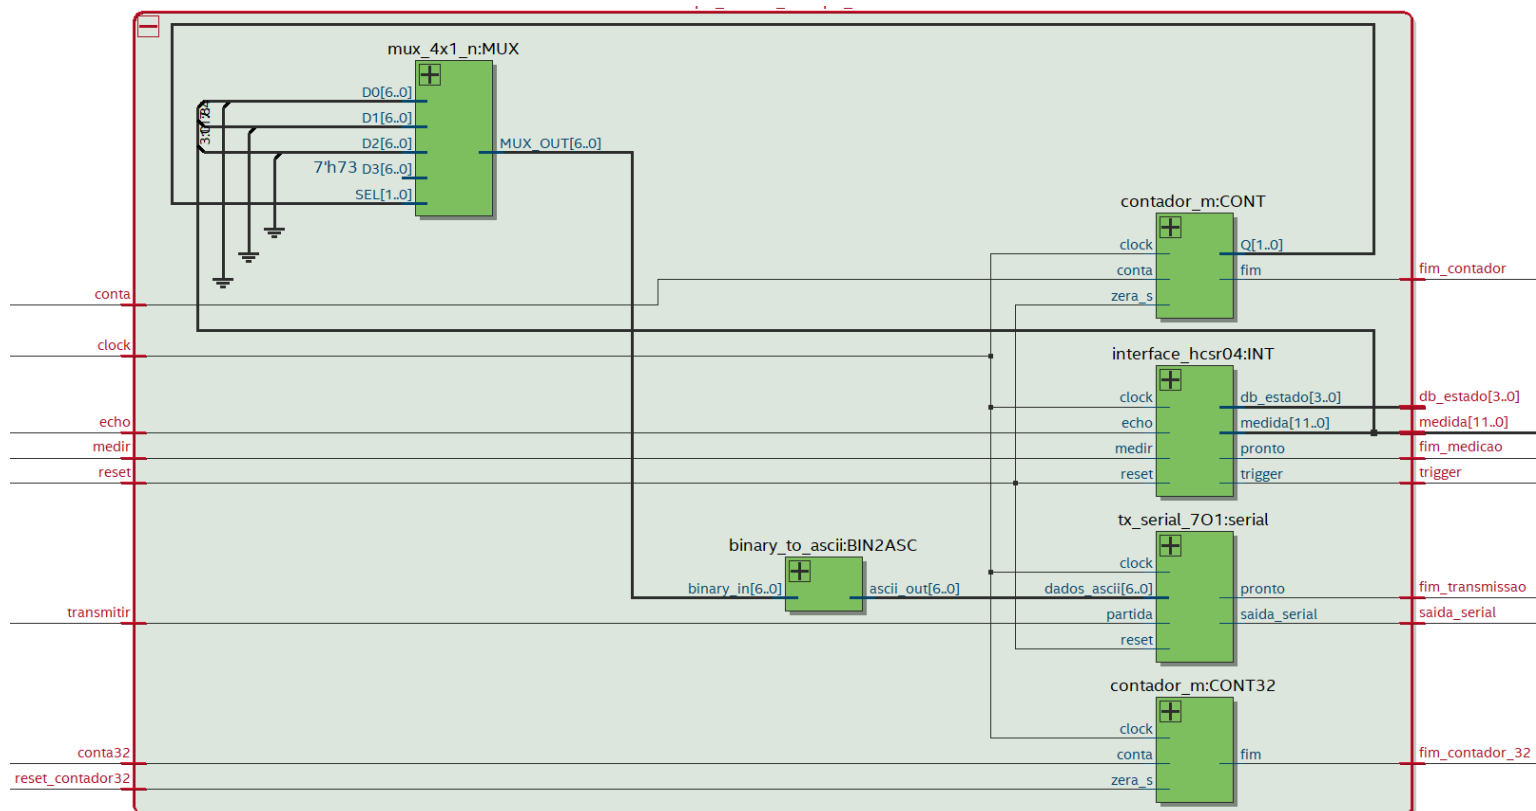 mux_4x1_n:MUX
D0[6..0]
D1[6..0]
D2[6..0]
7'h73 D3[6..0]
SEL[1..0]
MUX_OUT[6..0]
contador_m:CONT
clock
conta
zera_s
Q[1..0]
fim
fim_contador
conta
clock
echo
medir
reset
interface_hcsr04:INT
clock
echo
medir
reset
db_estado[3..0]
medida[11..0]
pronto
trigger
db_estado[3..0]
medida[11..0]
fim_medicao
trigger
tx_serial_7O1:serial
clock
dados_ascii[6..0]
partida
reset
pronto
saida_serial
fim_transmissao
saida_serial
binary_to_ascii:BIN2ASC
binary_in[6..0]
ascii_out[6..0]
transmitir
contador_m:CONT32
clock
conta
zera_s
fim
fim_contador_32
conta32
reset_contador32